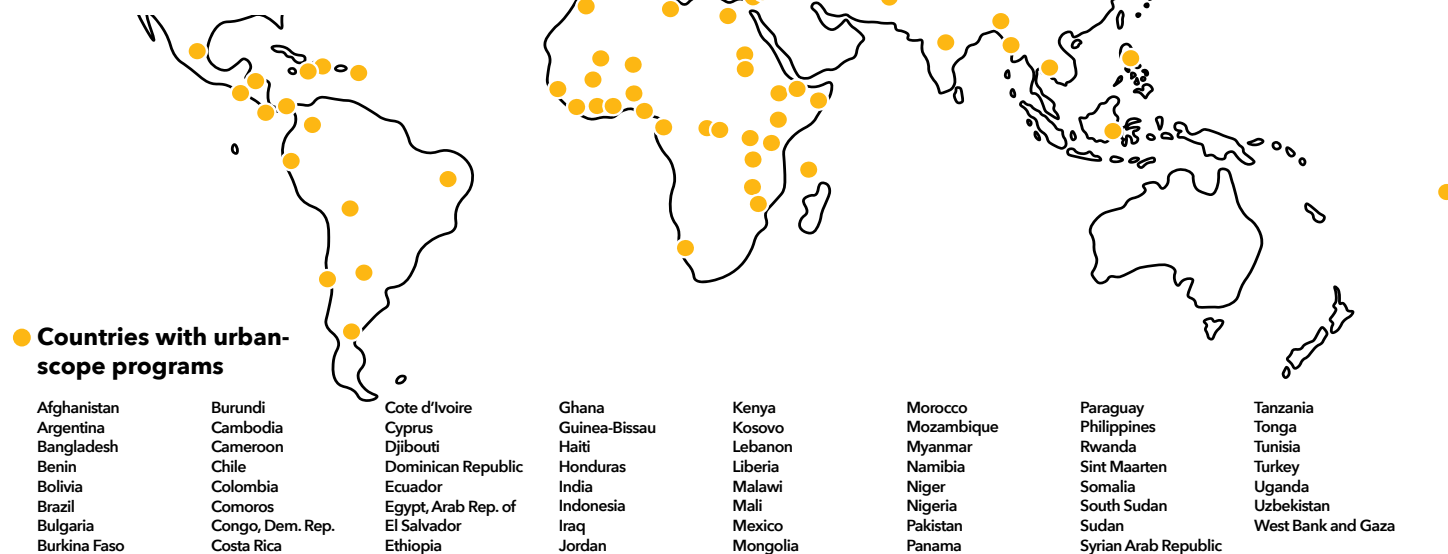 Countries with urban-
scope programs
Afghanistan
Argentina
Bangladesh
Benin
Bolivia
Brazil
Bulgaria
Burkina Faso
Burundi
Cambodia
Cameroon
Chile
Colombia
Comoros
Congo, Dem. Rep.
Costa Rica
Cote d’Ivoire
Cyprus
Djibouti
Dominican Republic
Ecuador
Egypt, Arab Rep. of
El Salvador
Ethiopia
Ghana
Guinea-Bissau
Haiti
Honduras
India
Indonesia
Iraq
Jordan
Kenya
Kosovo
Lebanon
Liberia
Malawi
Mali
Mexico
Mongolia
Morocco
Mozambique
Myanmar
Namibia
Niger
Nigeria
Pakistan
Panama
Paraguay
Philippines
Rwanda
Sint Maarten
Somalia
South Sudan
Sudan
Syrian Arab Republic
Tanzania
Tonga
Tunisia
Turkey
Uganda
Uzbekistan
West Bank and Gaza